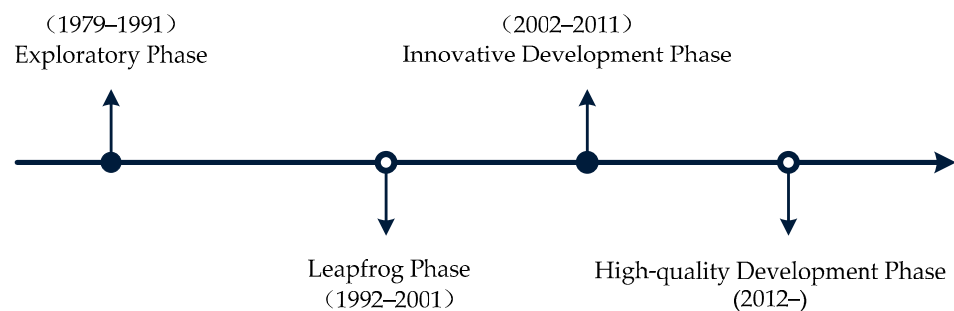 （1979–1991）
Exploratory Phase
（2002–2011）
Innovative Development Phase
Leapfrog Phase
（1992–2001）
High-quality Development Phase
(2012–)